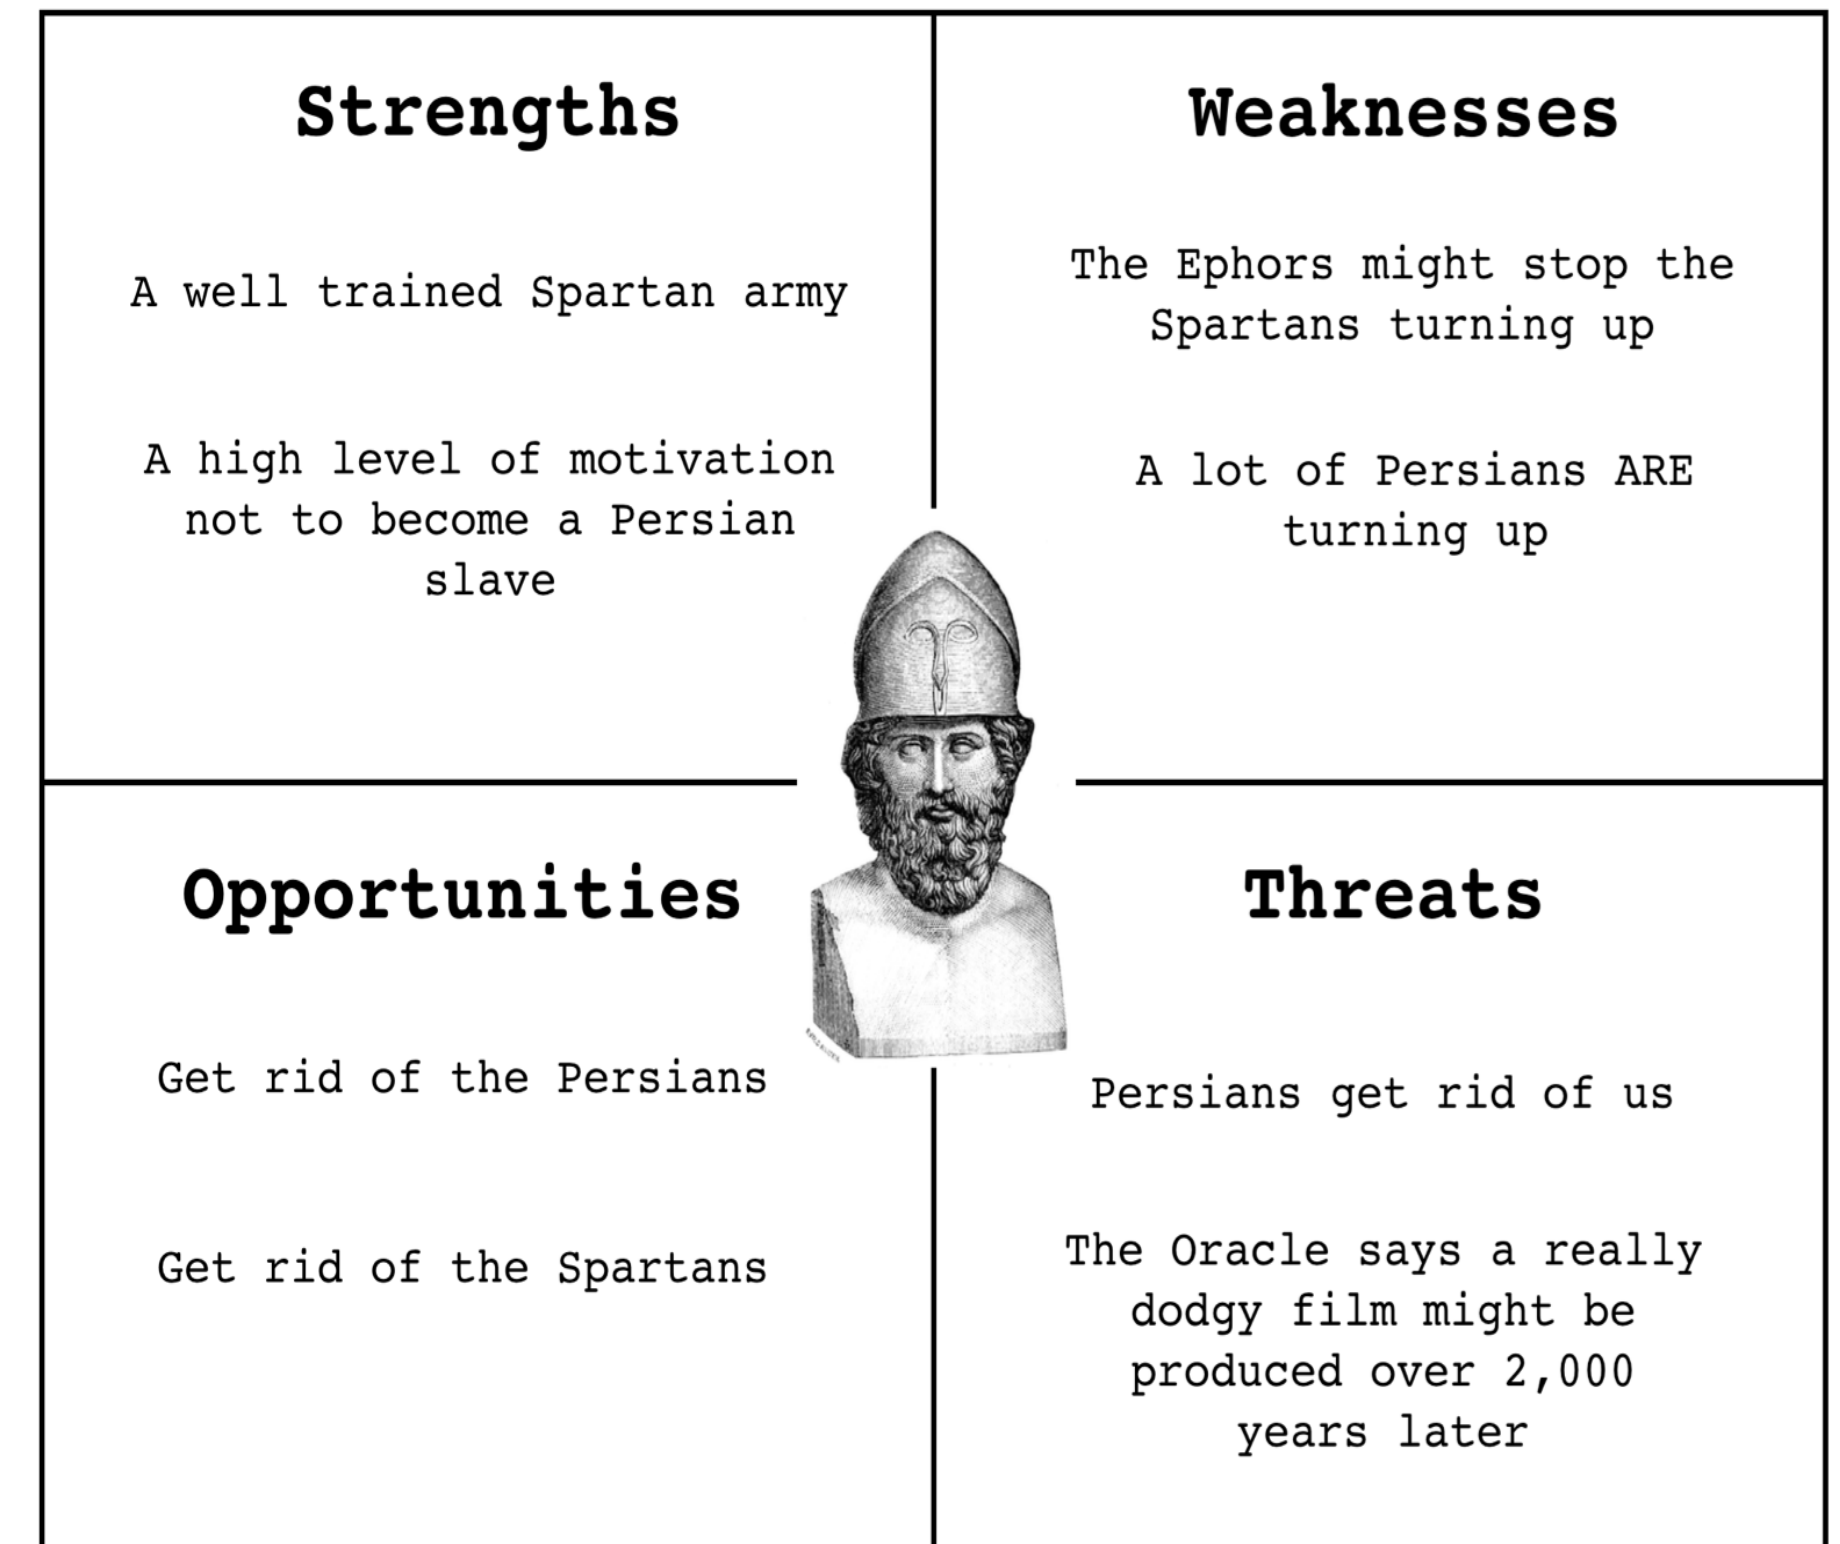 Strengths
A well trained Spartan army
A high level of motivation
not to become a Persian
slave
Weaknesses
The Ephors might stop the
Spartans turning up
A lot of Persians ARE
turning up
Opportunities
Get rid of the Persians
Get rid of the Spartans
Threats
Persians get rid of us
The Oracle says a really
dodgy film might be
produced over 2,000
years later